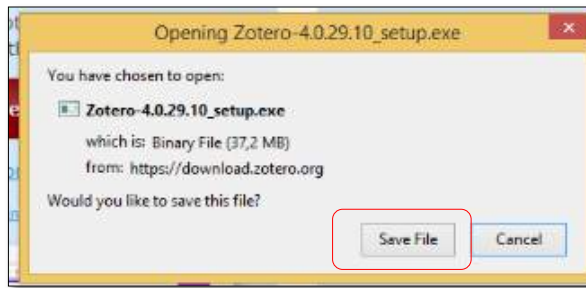 Opening Zotero-4.0.29.10_setup.exe
You have chosen to open:
Zotero-4.0.29.10_setup.exe
which is: Binary File (37,2 MB)
from: https://download.zotero.org
Would you like to save this file?
Save File
Cancel